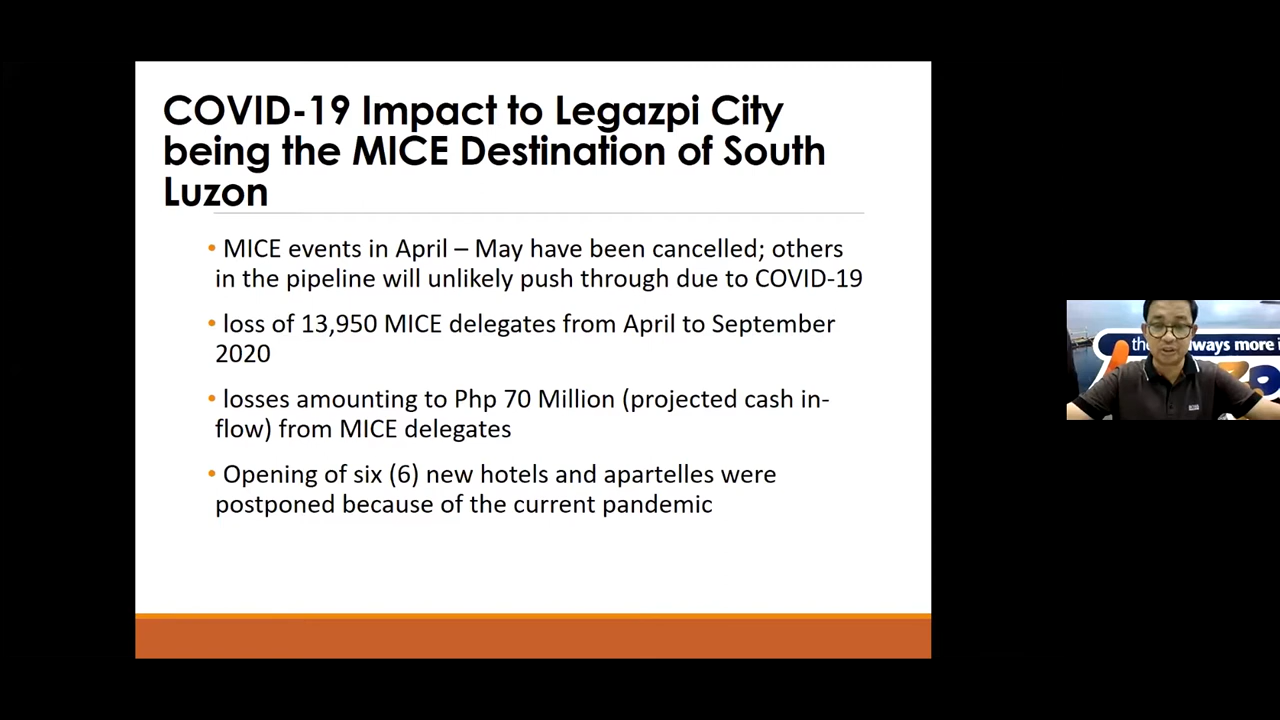 COVID-19 Impact to Legazpi City
being the MICE Destination of South
Luzon
• MICE events in April – May have been cancelled; others
in the pipeline will unlikely push through due to COVID-19
• loss of 13,950 MICE delegates from April to September
2020
• losses amounting to Php 70 Million (projected cash in-
flow) from MICE delegates
• Opening of six (6) new hotels and apartelles were
postponed because of the current pandemic
always more i